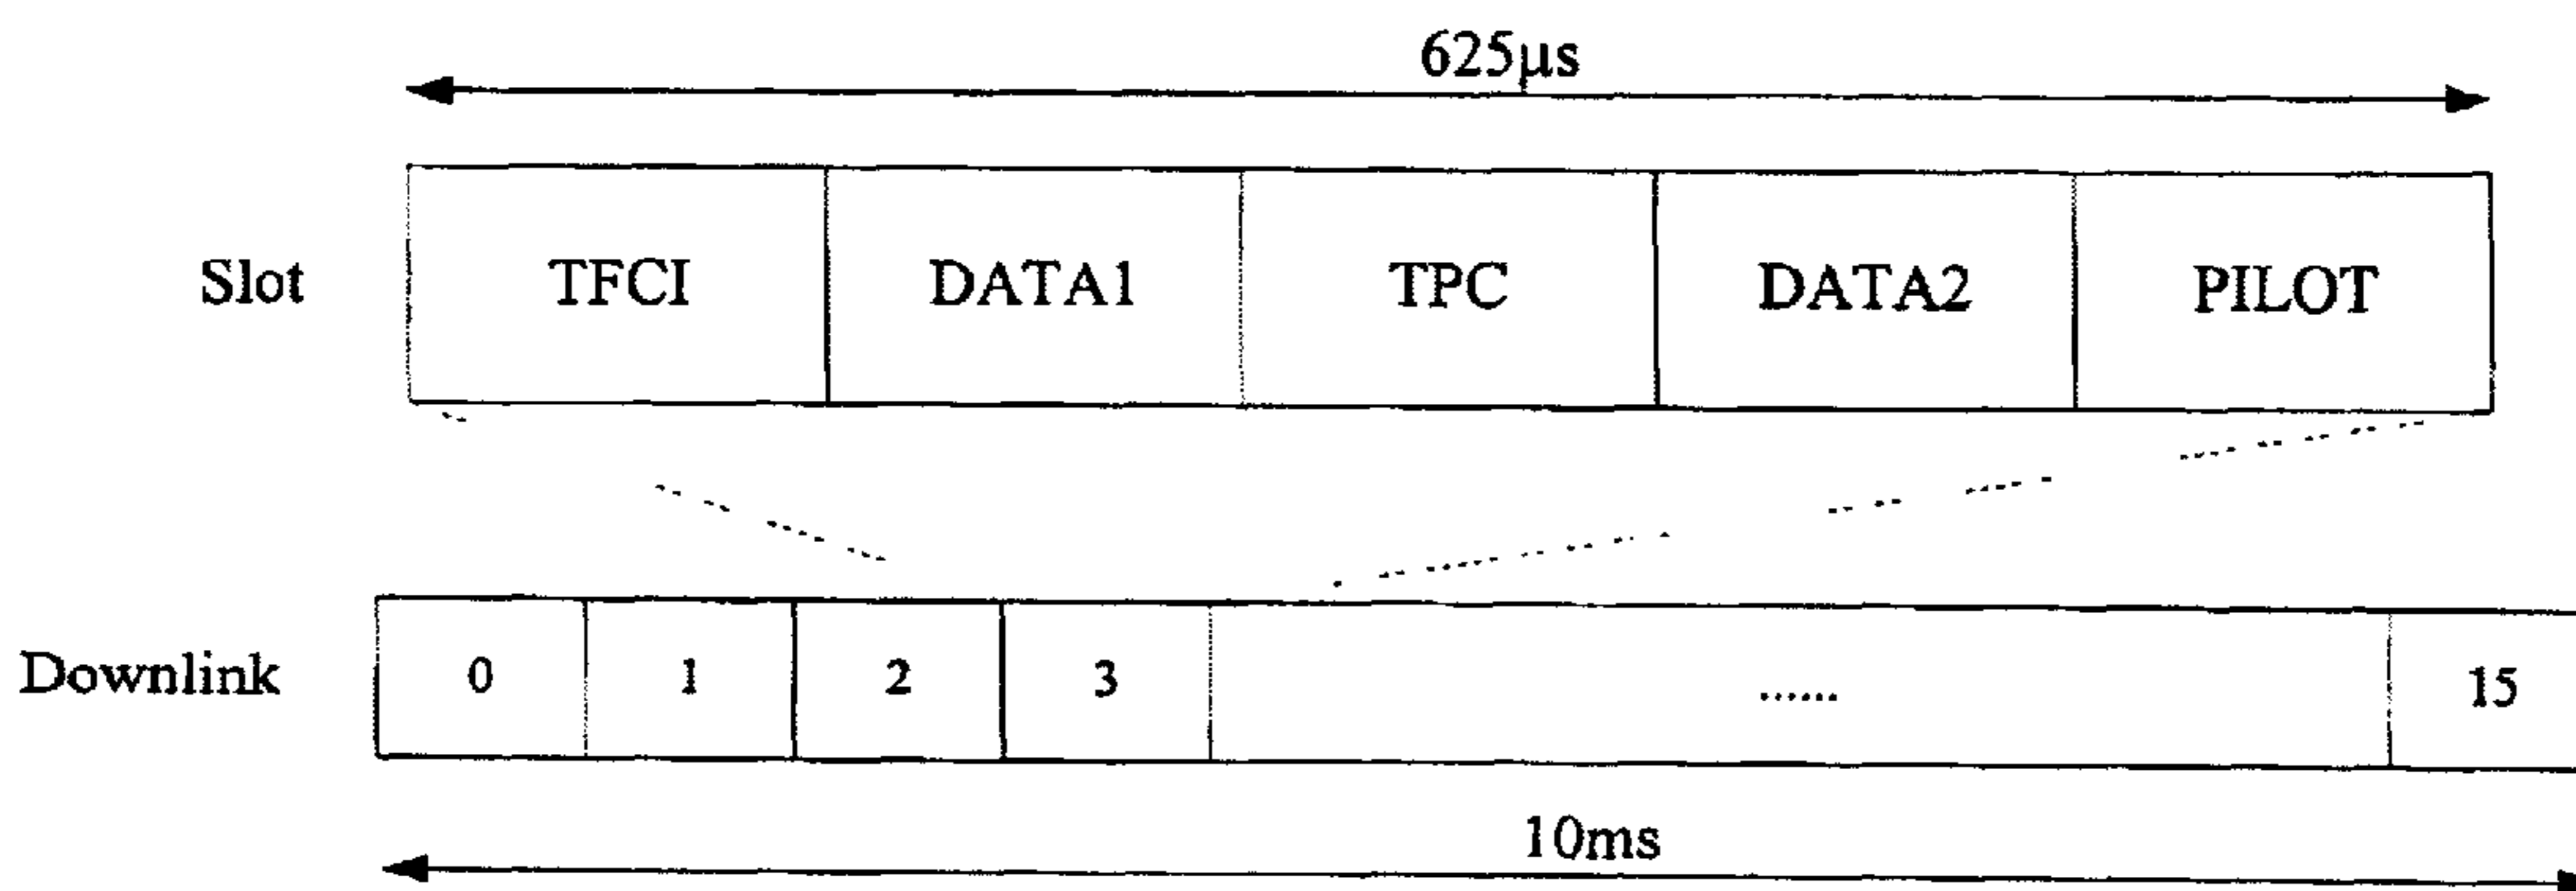 625µs
Slot TFCI DATA1 TPC DATA2 PILOT
Downlink 0 1 2 3 ...... 15
10ms